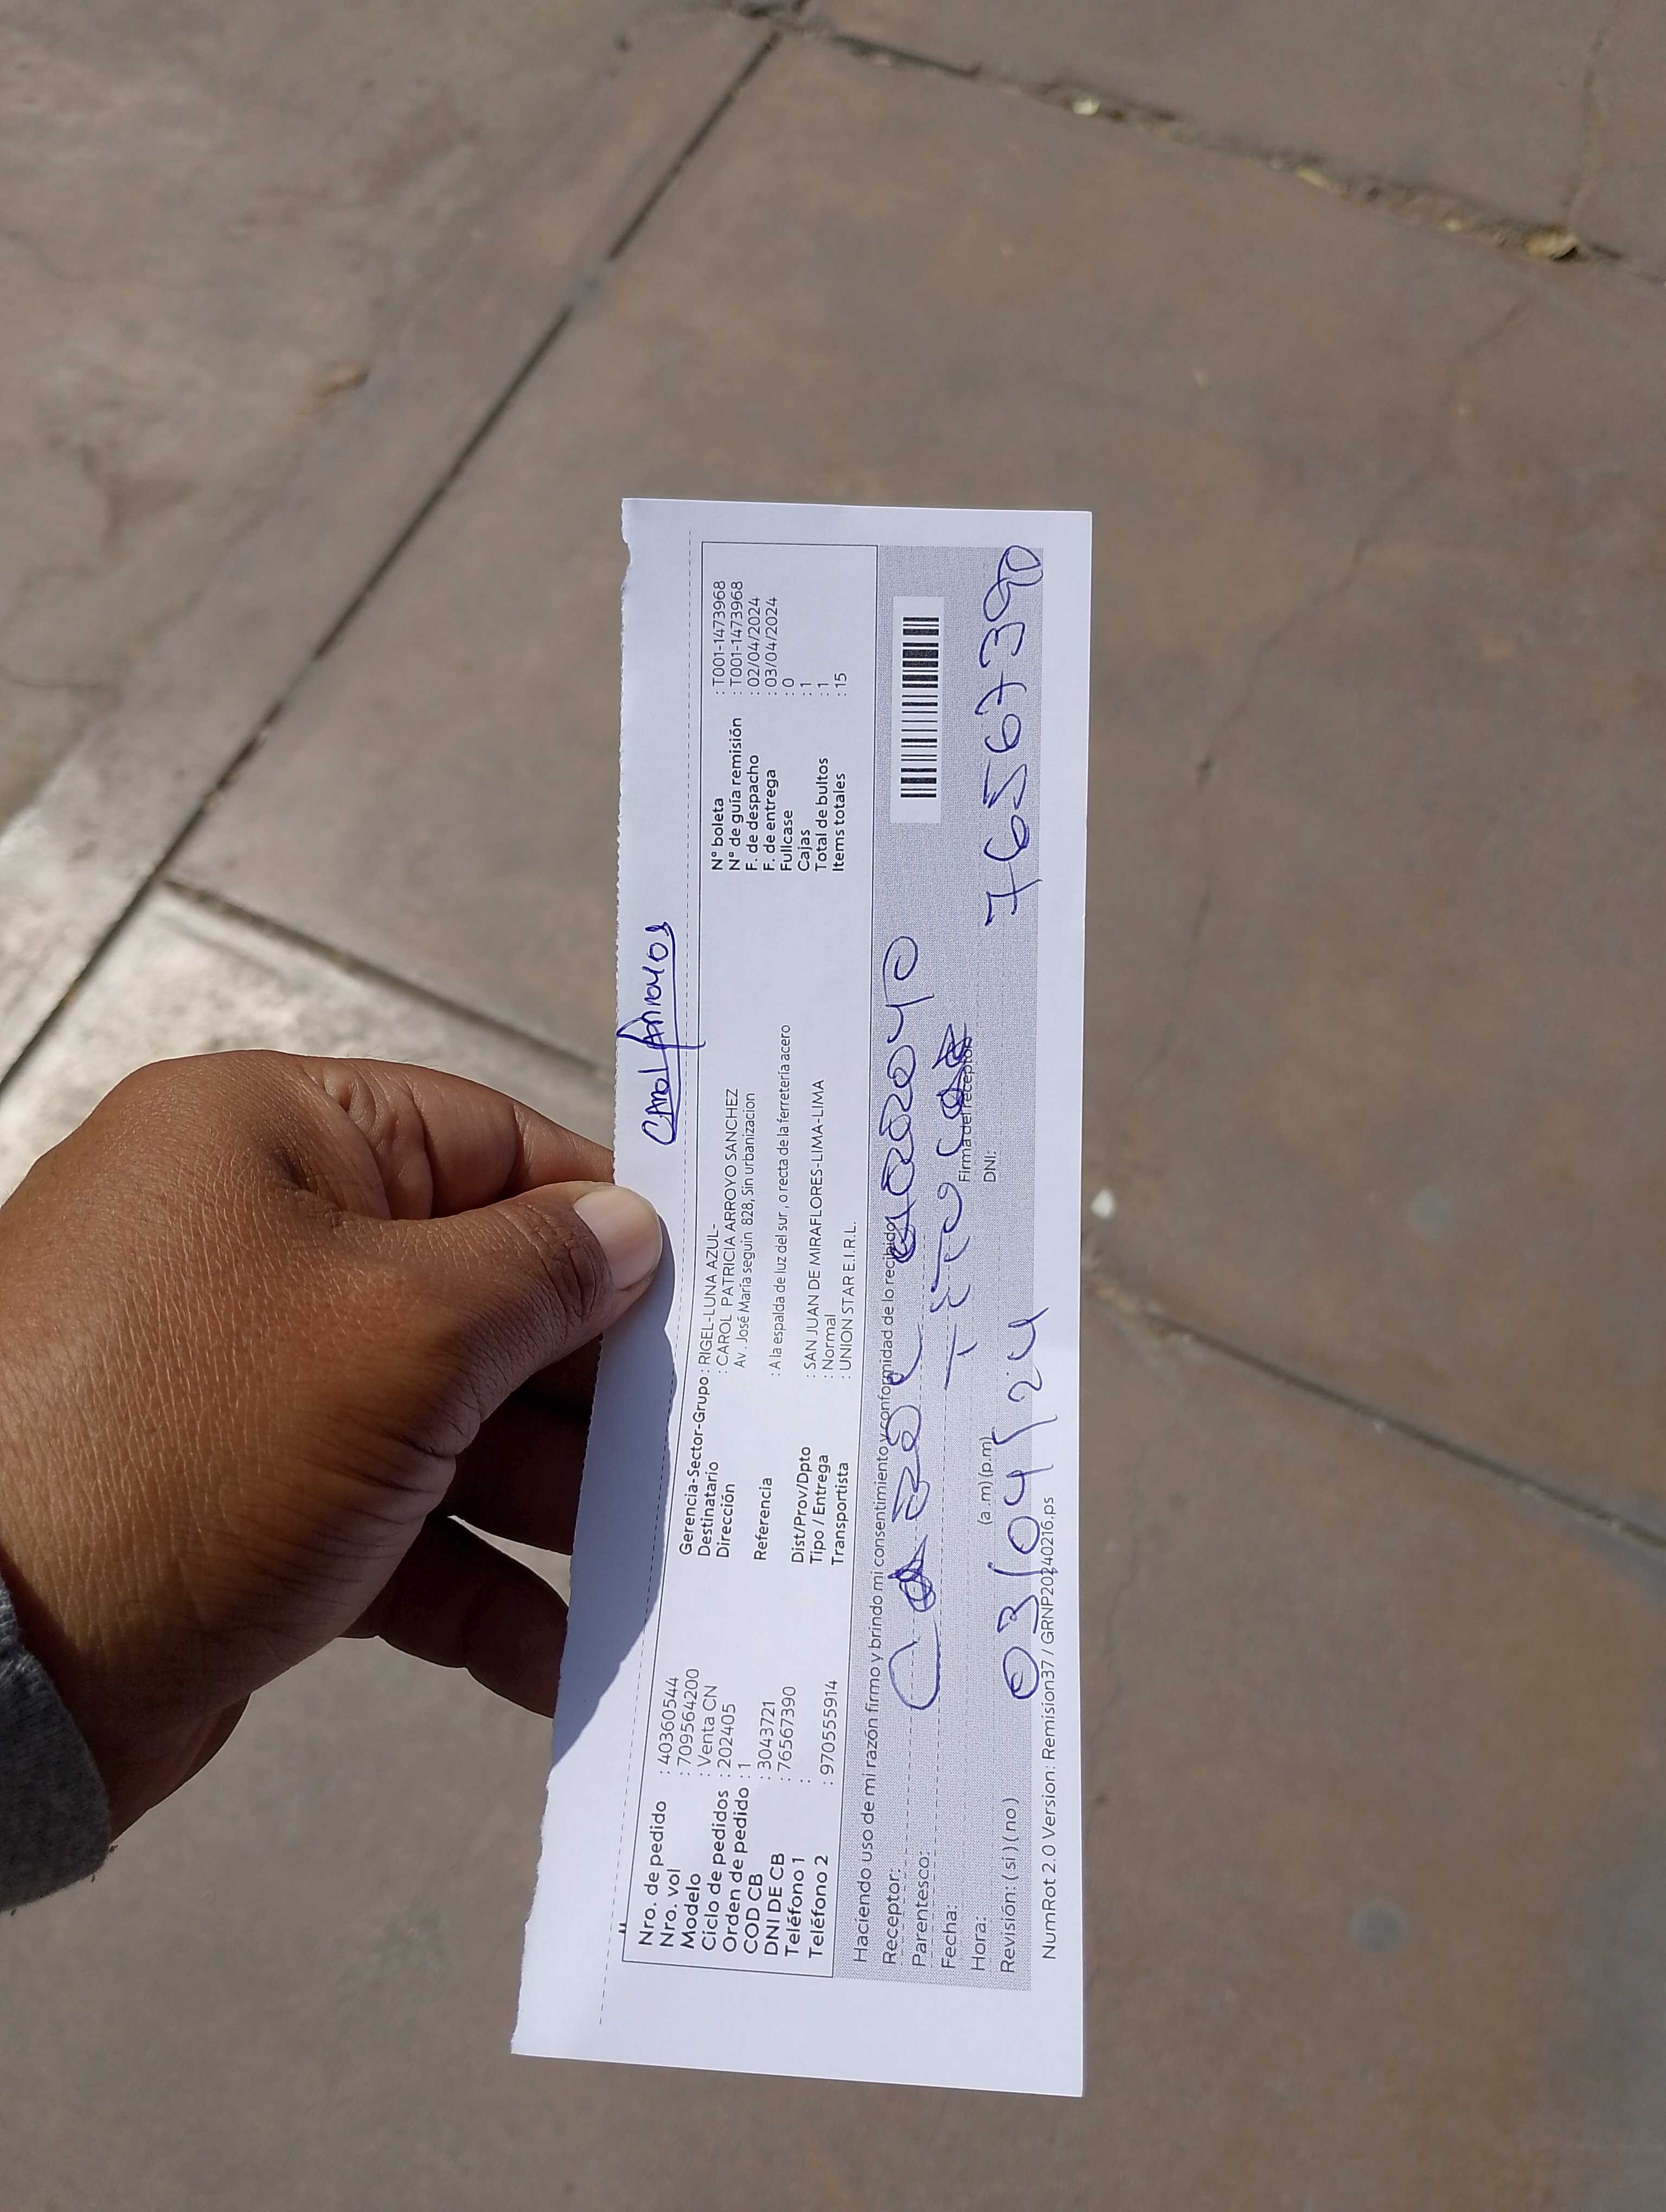 Carol Arroyos
Nro. de pedido : 40360544
Nro. vol : 709564200
Modelo : Venta CN
Ciclo de pedidos : 202405
Orden de pedido : 1
COD CB : 3043721
DNI DE CB : 76567390
Teléfono 1 :
Teléfono 2 : 970555914
Gerencia-Sector-Grupo : RIGEL-LUNA AZUL-
Destinatario : CAROL PATRICIA ARROYO SANCHEZ
Dirección Av. José María seguin 828, Sin urbanizacion
Referencia : A la espalda de luz del sur , o recta de la ferretería acero
Dist/Prov/Dpto : SAN JUAN DE MIRAFLORES-LIMA-LIMA
Tipo / Entrega : Normal
Transportista : UNION STAR E.I.R.L.
N° boleta : T001-1473968
N° de guía remisión : T001-1473968
F. de despacho : 02/04/2024
F. de entrega : 03/04/2024
Fullcase : 0
Cajas : 1
Total de bultos : 1
Items totales : 15
Haciendo uso de mi razón firmo y brindo mi consentimiento y conformidad de lo recibido
Receptor:
Parentesco:
Fecha:
Hora: (a .m) (p.m)
Revisión: ( si ) ( no )
03/04/24
Firma del receptor
DNI: 76567390
NumRot 2.0 Version: Remision37 / GRNP20240216.ps